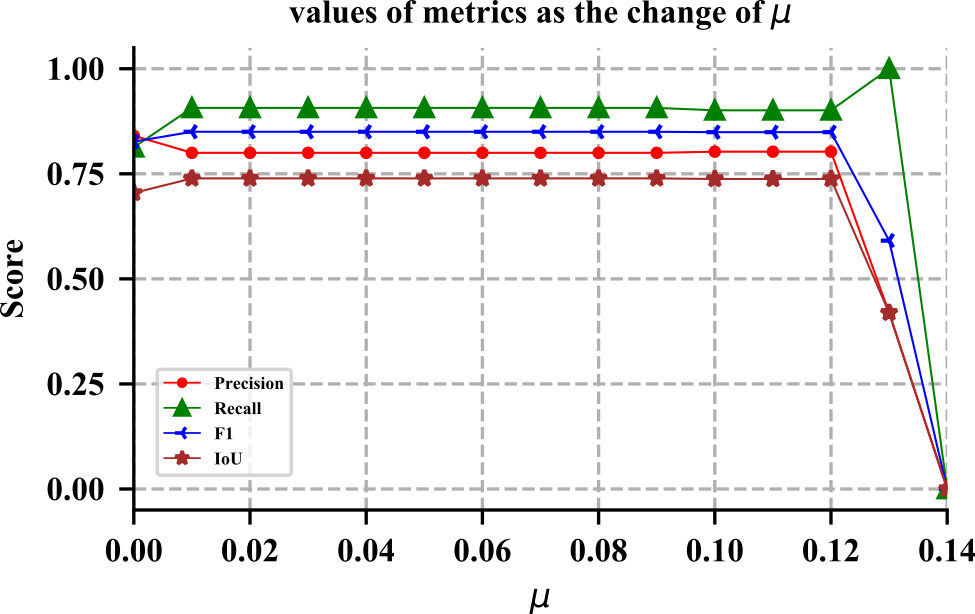 values of metrics as the change of μ
1.00
0.75
0.50
0.25
0.00
Score
Precision
Recall
F1
IoU
0.00 0.02 0.04 0.06 0.08 0.10 0.12 0.14
μ